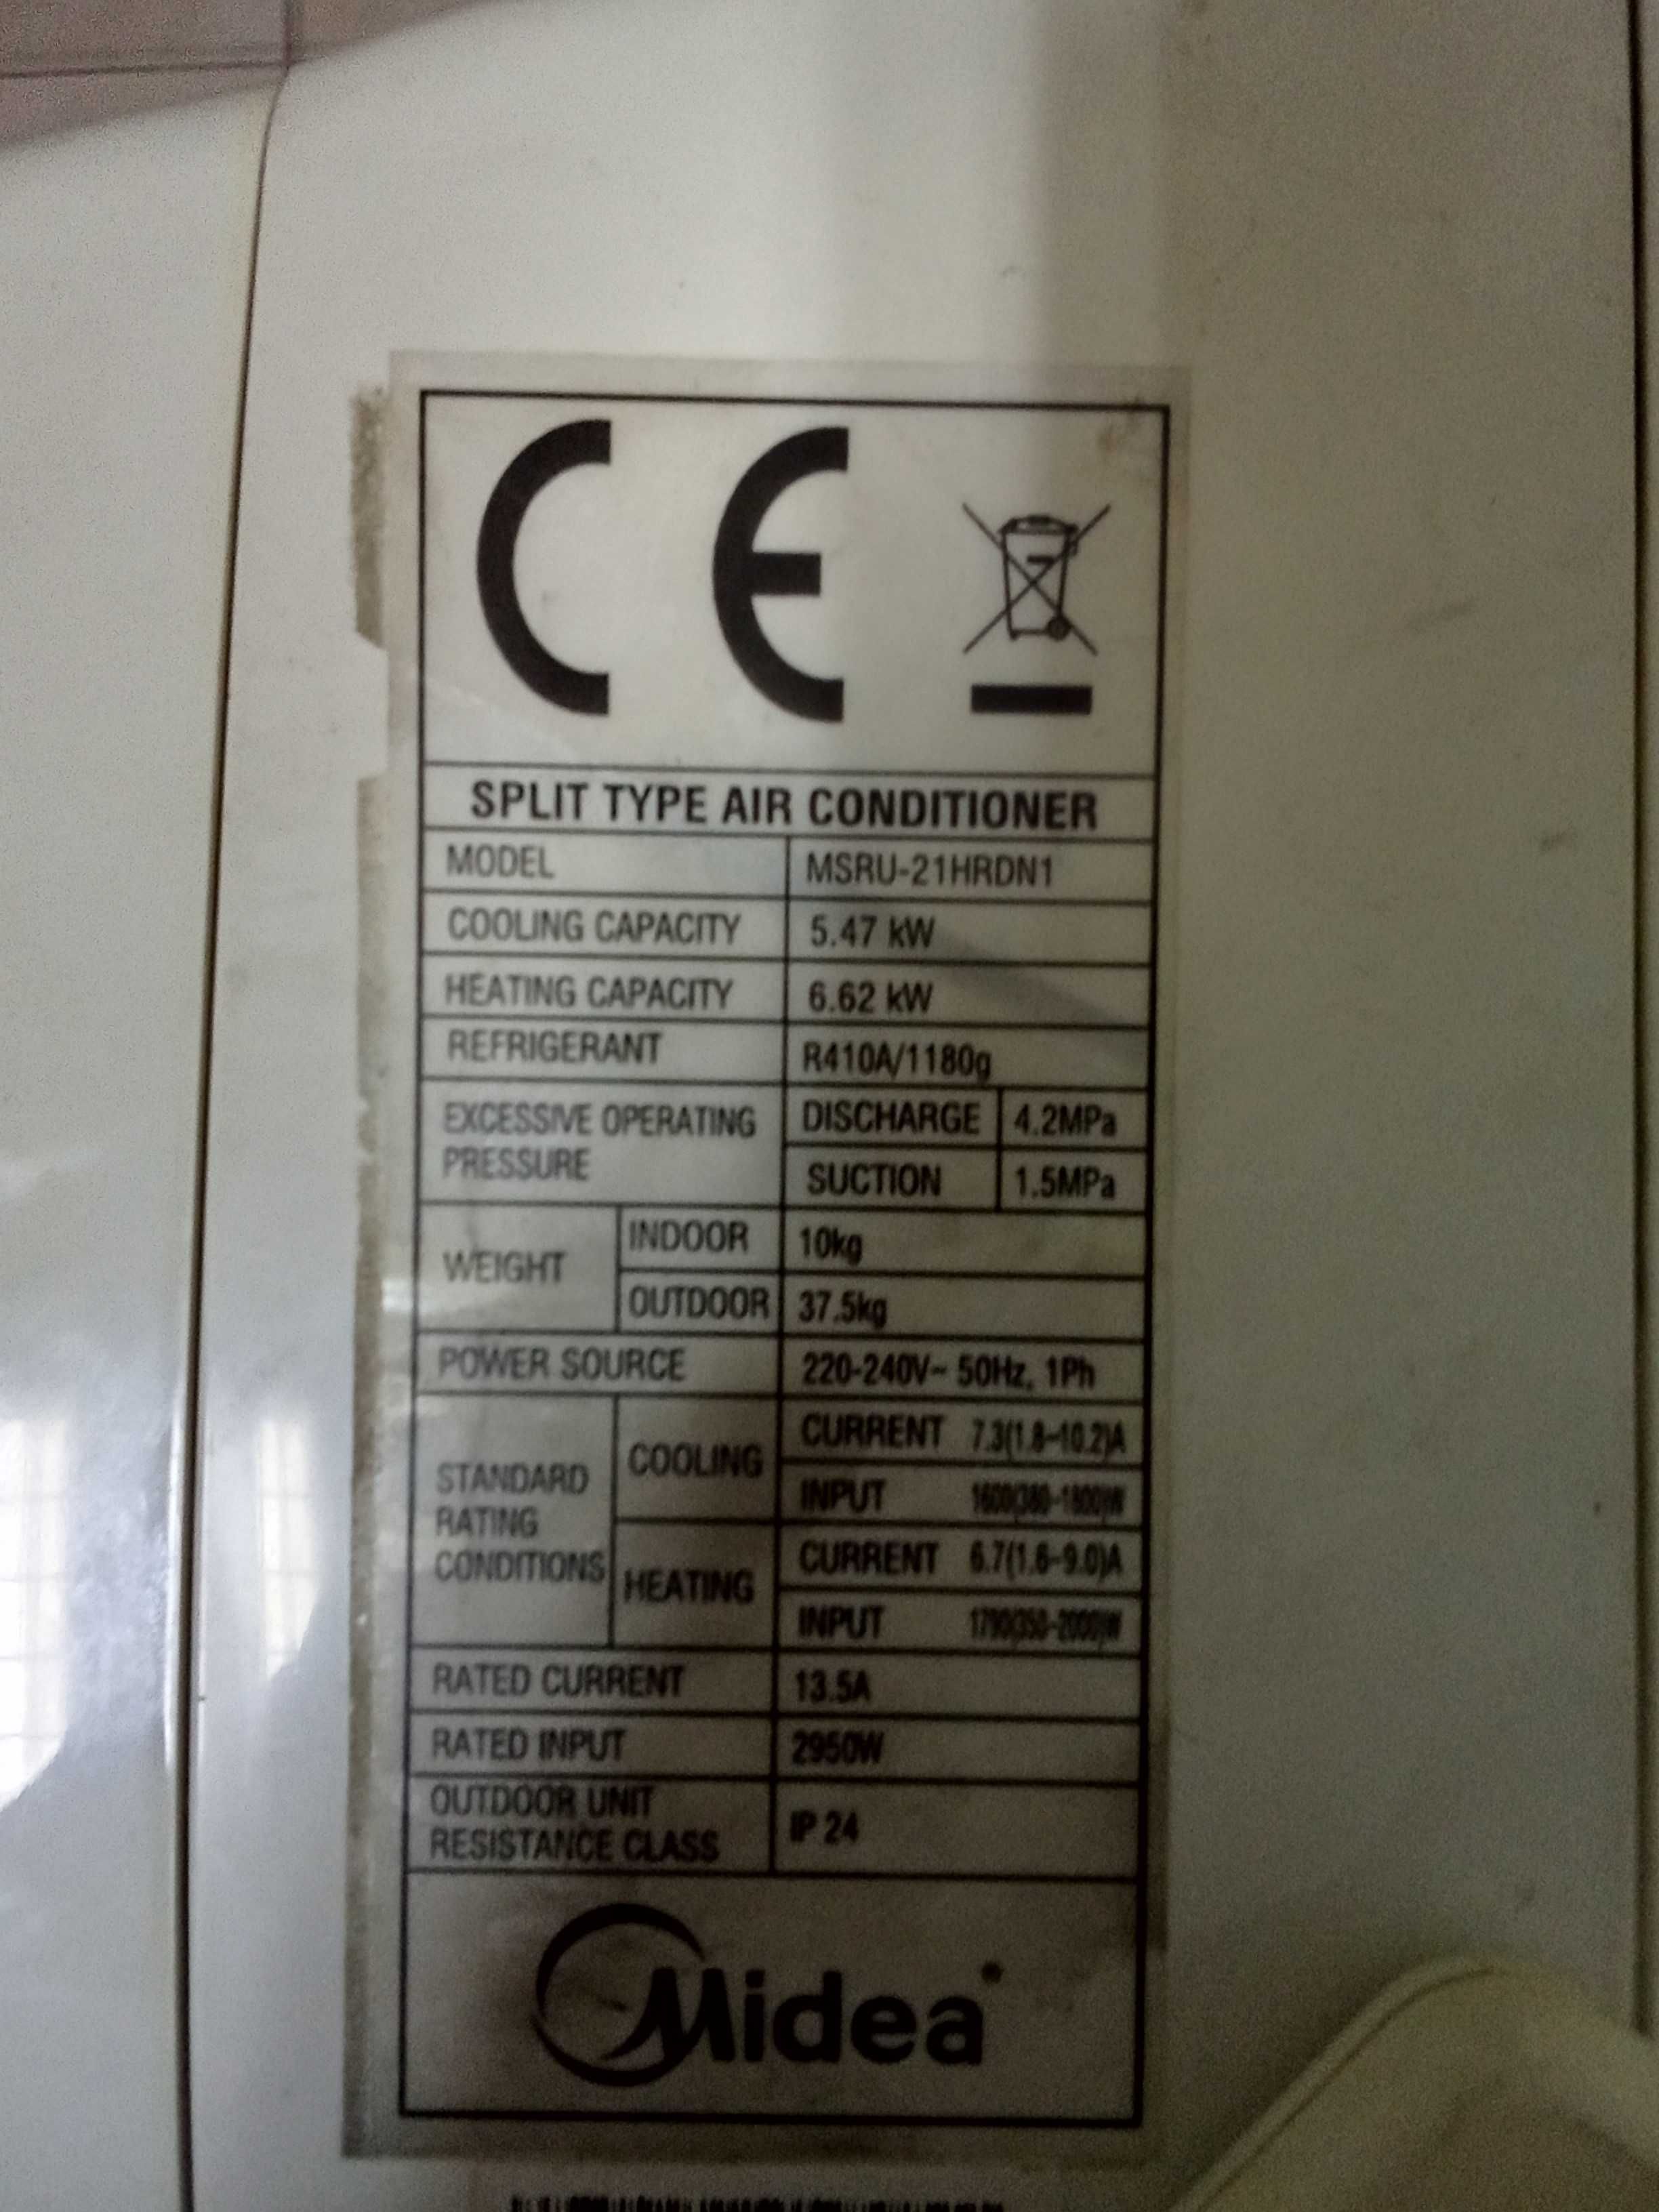 CE
SPLIT TYPE AIR CONDITIONER
MODEL MSRU-21HRDN1
COOLING CAPACITY 5.47 kW
HEATING CAPACITY 6.62 kW
REFRIGERANT R410A/1180g
EXCESSIVE OPERATING PRESSURE DISCHARGE 4.2MPa
SUCTION 1.5MPa
WEIGHT INDOOR 10kg
OUTDOOR 37.5kg
POWER SOURCE 220-240V~ 50Hz, 1Ph
STANDARD RATING CONDITIONS COOLING CURRENT 7.3(1.8~10.2)A
INPUT 1600(380~1800)W
HEATING CURRENT 6.7(1.6~9.0)A
INPUT
RATED CURRENT 13.5A
RATED INPUT 2950W
OUTDOOR UNIT RESISTANCE CLASS IP 24
Midea